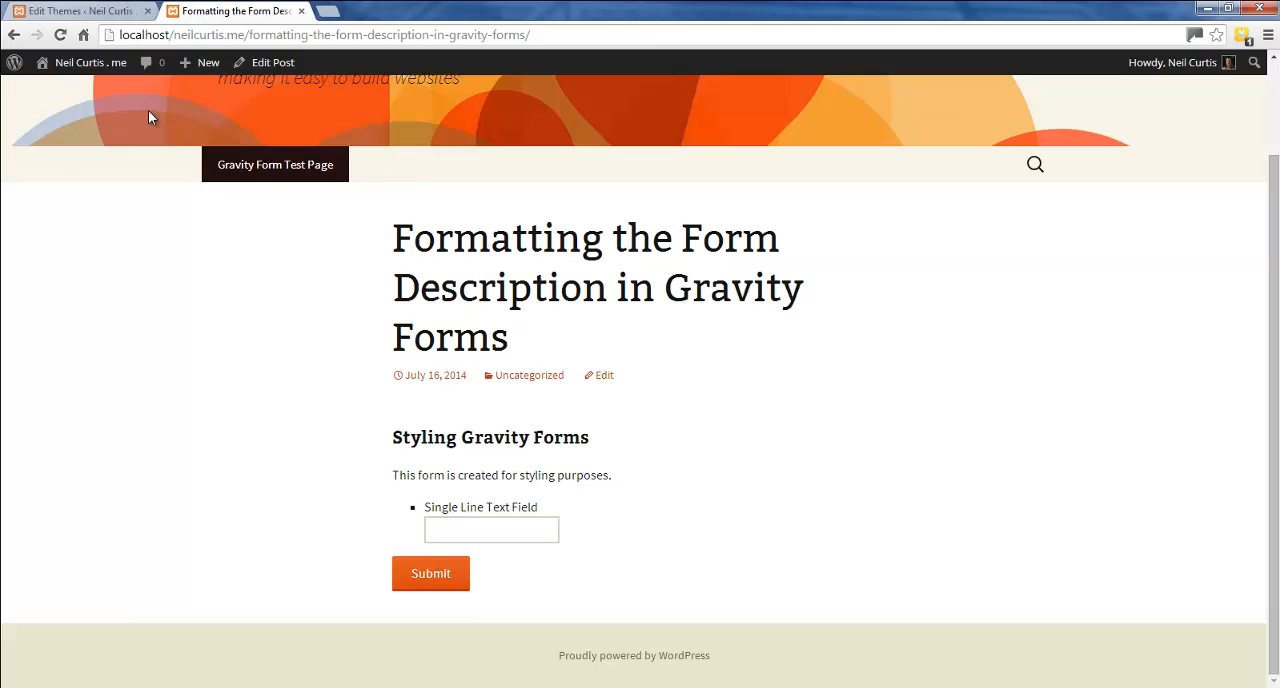 Edit Themes ‹ Neil Curtis .
Formatting the Form Des
localhost/neilcurtis.me/formatting-the-form-description-in-gravity-forms/
1
Neil Curtis . me 0 New Edit Post Howdy, Neil Curtis
making it easy to build websites
Gravity Form Test Page
Formatting the Form
Description in Gravity
Forms
July 16, 2014 Uncategorized Edit
Styling Gravity Forms
This form is created for styling purposes.
Single Line Text Field
Submit
Proudly powered by WordPress